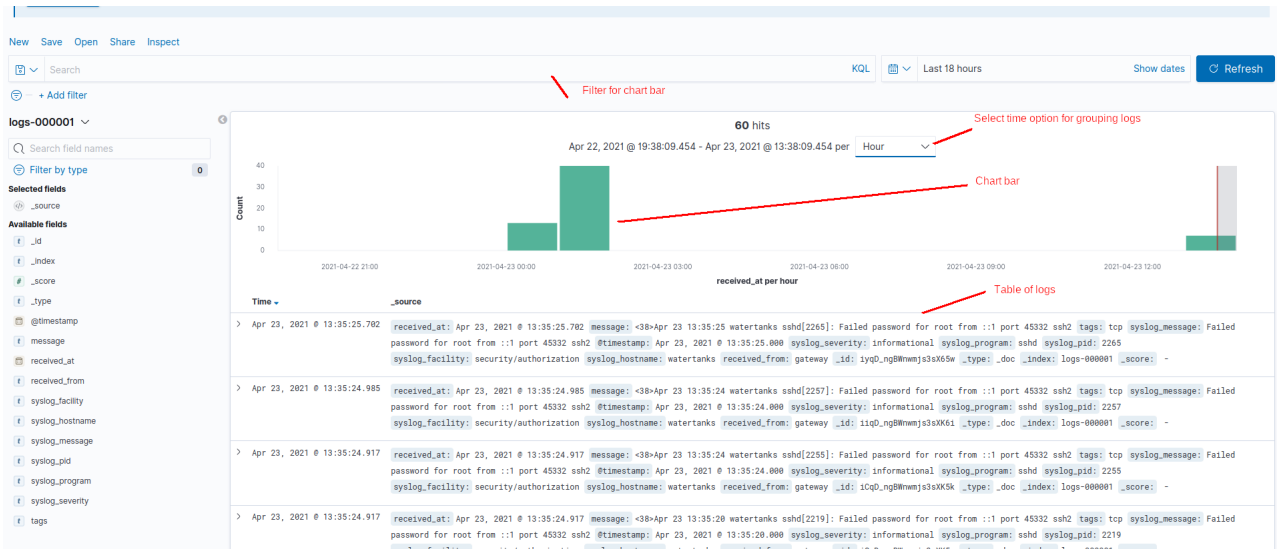 New Save Open Share Inspect
Search KQL Last 18 hours Show dates Refresh
Filter for chart bar
+ Add filter
logs-000001
Search field names
Filter by type 0
Selected fields
_source
Available fields
_id
_index
_score
_type
@timestamp
message
received_at
received_from
syslog_facility
syslog_hostname
syslog_message
syslog_pid
syslog_program
syslog_severity
tags
60 hits
Select time option for grouping logs
Apr 22, 2021 @ 19:38:09.454 - Apr 23, 2021 @ 13:38:09.454 per Hour
Count
40
30
20
10
0
Chart bar
2021-04-22 21:00 2021-04-23 00:00 2021-04-23 03:00 2021-04-23 06:00 2021-04-23 09:00 2021-04-23 12:00
received_at per hour
Table of logs
Time _source
Apr 23, 2021 @ 13:35:25.702 received_at: Apr 23, 2021 @ 13:35:25.702 message: <38>Apr 23 13:35:25 watertanks sshd[2265]: Failed password for root from ::1 port 45332 ssh2 tags: tcp syslog_message: Failed
password for root from ::1 port 45332 ssh2 @timestamp: Apr 23, 2021 @ 13:35:25.000 syslog_severity: informational syslog_program: sshd syslog_pid: 2265
syslog_facility: security/authorization syslog_hostname: watertanks received_from: gateway _id: iyqD_ngBWnwmjs3sX65w _type: _doc _index: logs-000001 _score: -
Apr 23, 2021 @ 13:35:24.985 received_at: Apr 23, 2021 @ 13:35:24.985 message: <38>Apr 23 13:35:24 watertanks sshd[2257]: Failed password for root from ::1 port 45332 ssh2 tags: tcp syslog_message: Failed
password for root from ::1 port 45332 ssh2 @timestamp: Apr 23, 2021 @ 13:35:24.000 syslog_severity: informational syslog_program: sshd syslog_pid: 2257
syslog_facility: security/authorization syslog_hostname: watertanks received_from: gateway _id: iiqD_ngBWnwmjs3sXK6i _type: _doc _index: logs-000001 _score: -
Apr 23, 2021 @ 13:35:24.917 received_at: Apr 23, 2021 @ 13:35:24.917 message: <38>Apr 23 13:35:24 watertanks sshd[2255]: Failed password for root from ::1 port 45332 ssh2 tags: tcp syslog_message: Failed
password for root from ::1 port 45332 ssh2 @timestamp: Apr 23, 2021 @ 13:35:24.000 syslog_severity: informational syslog_program: sshd syslog_pid: 2255
syslog_facility: security/authorization syslog_hostname: watertanks received_from: gateway _id: iCqD_ngBWnwmjs3sXK5k _type: _doc _index: logs-000001 _score: -
Apr 23, 2021 @ 13:35:24.917 received_at: Apr 23, 2021 @ 13:35:24.917 message: <38>Apr 23 13:35:20 watertanks sshd[2219]: Failed password for root from ::1 port 45332 ssh2 tags: tcp syslog_message: Failed
password for root from ::1 port 45332 ssh2 @timestamp: Apr 23, 2021 @ 13:35:20.000 syslog_severity: informational syslog_program: sshd syslog_pid: 2219